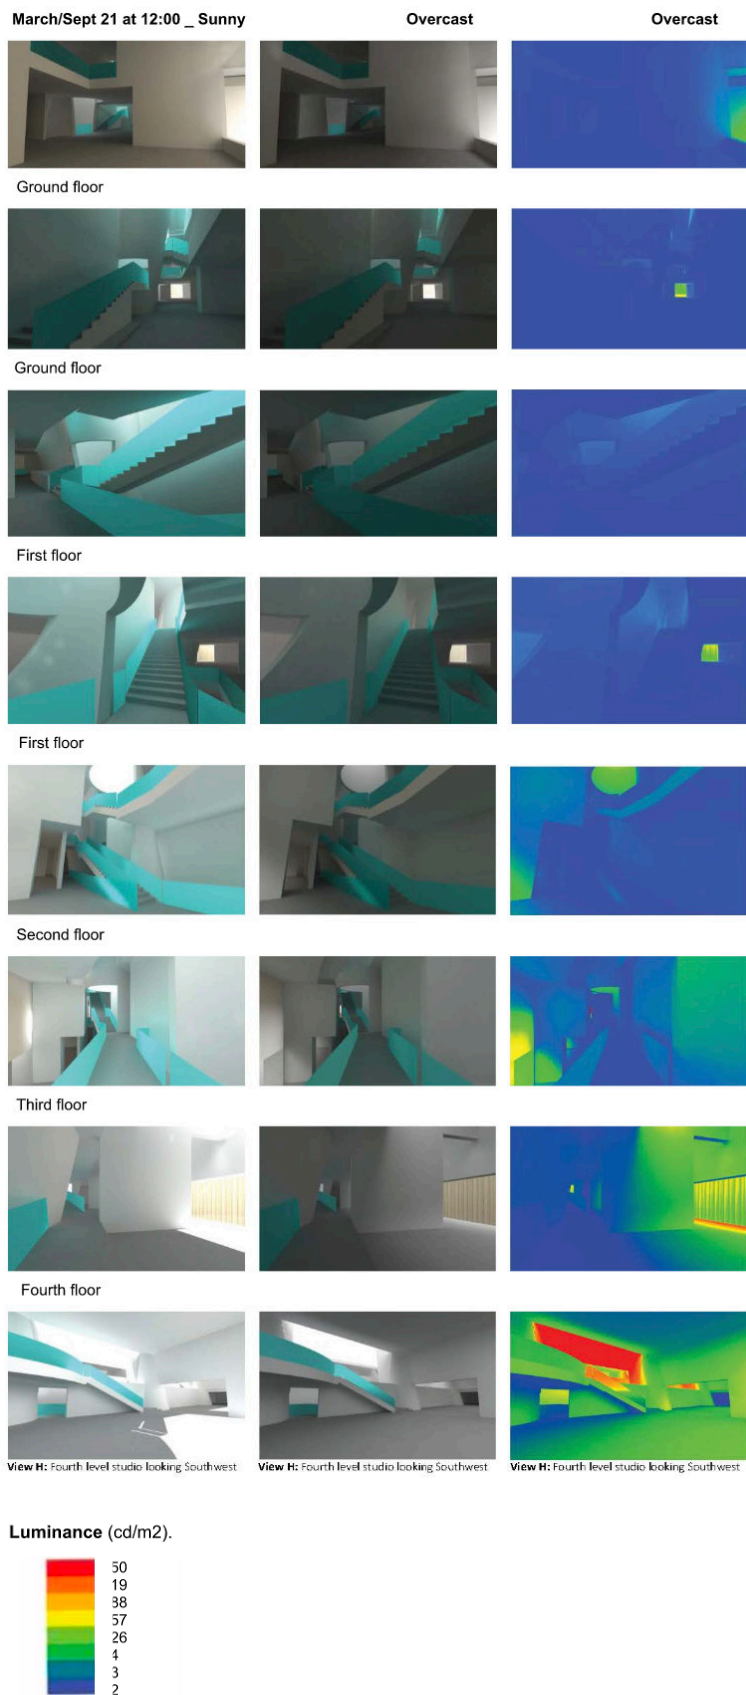 March/Sept 21 at 12:00 _ Sunny
Overcast
Overcast
Ground floor
Ground floor
First floor
First floor
Second floor
Third floor
Fourth floor
View H: Fourth level studio looking Southwest
View H: Fourth level studio looking Southwest
View H: Fourth level studio looking Southwest
Luminance (cd/m2).
50
19
38
57
26
4
3
2